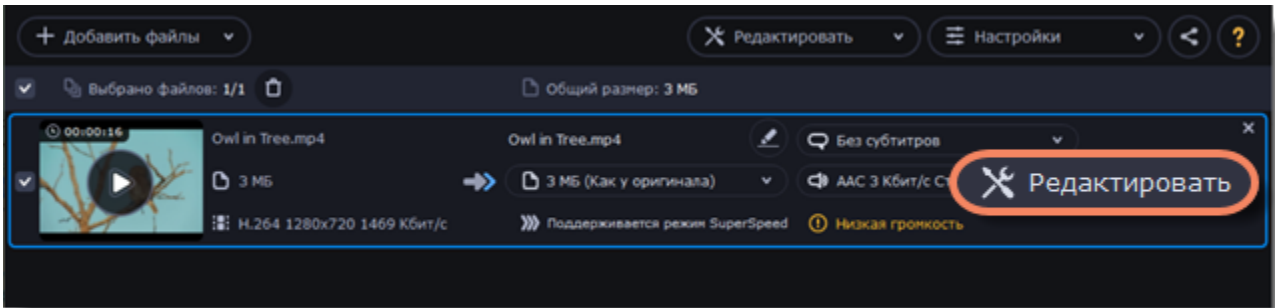 Добавить файлы
Редактировать
Настройки
?
Выбрано файлов: 1/1
Общий размер: 3 МБ
00:00:16
Owl in Tree.mp4
3 МБ
H.264 1280x720 1469 Кбит/с
Owl in Tree.mp4
3 МБ (Как у оригинала)
Поддерживается режим SuperSpeed
Без субтитров
AAC 3 Кбит/с Ст
Низкая громкость
Редактировать